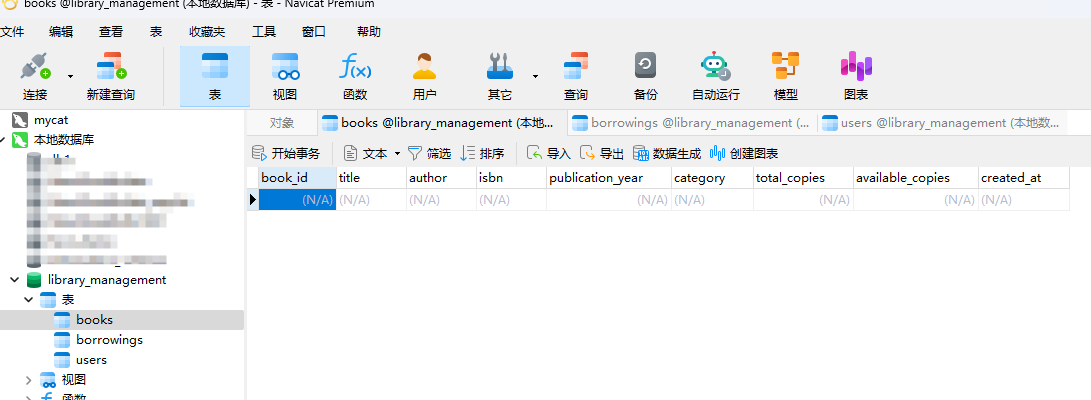 books @library_management (本地数据库) - 表 - Navicat Premium
文件 编辑 查看 表 收藏夹 工具 窗口 帮助
连接 新建查询 表 视图 函数 用户 其它 查询 备份 自动运行 模型 图表
mycat
本地数据库
library_management
表
books
borrowings
users
视图
函数
对象 books @library_management (本地数... borrowings @library_management (... users @library_management (本地数...
开始事务 文本 筛选 排序 导入 导出 数据生成 创建图表
book_id title author isbn publication_year category total_copies available_copies created_at
(N/A) (N/A) (N/A) (N/A) (N/A) (N/A) (N/A) (N/A) (N/A)